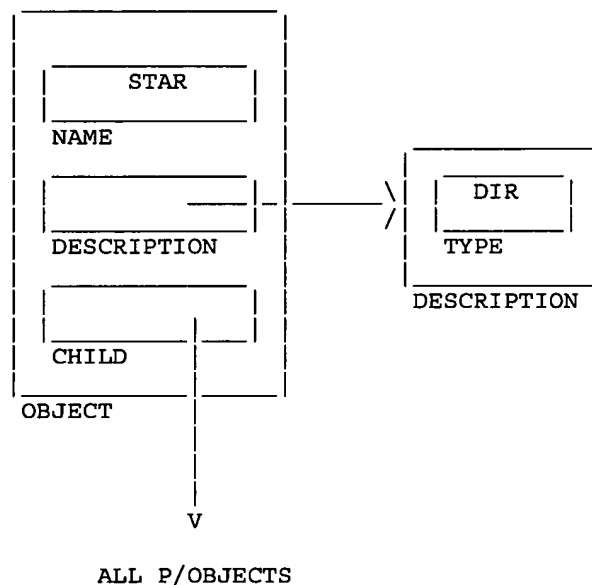 STAR
NAME
DIR
DESCRIPTION
TYPE
DESCRIPTION
CHILD
OBJECT
V
ALL P/OBJECTS